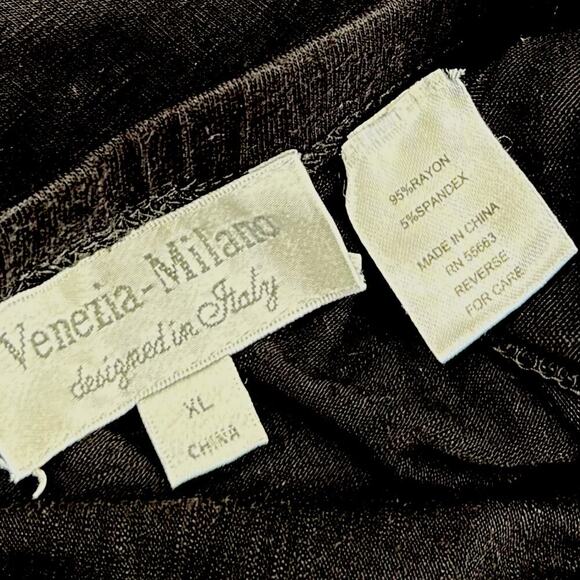 Venezia-Milano
designed in Italy
XL
CHINA
95%RAYON
5%SPANDEX
MADE IN CHINA
RN 55663
REVERSE
FOR CARE